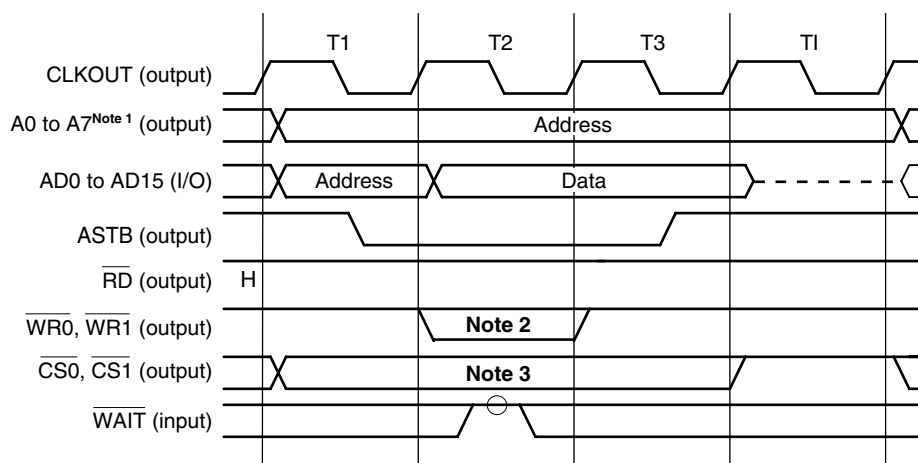 T1 T2 T3 TI
CLKOUT (output)
A0 to A7Note 1 (output) Address
AD0 to AD15 (I/O) Address Data
ASTB (output)
RD (output) H
WR0, WR1 (output) Note 2
CS0, CS1 (output) Note 3
WAIT (input)